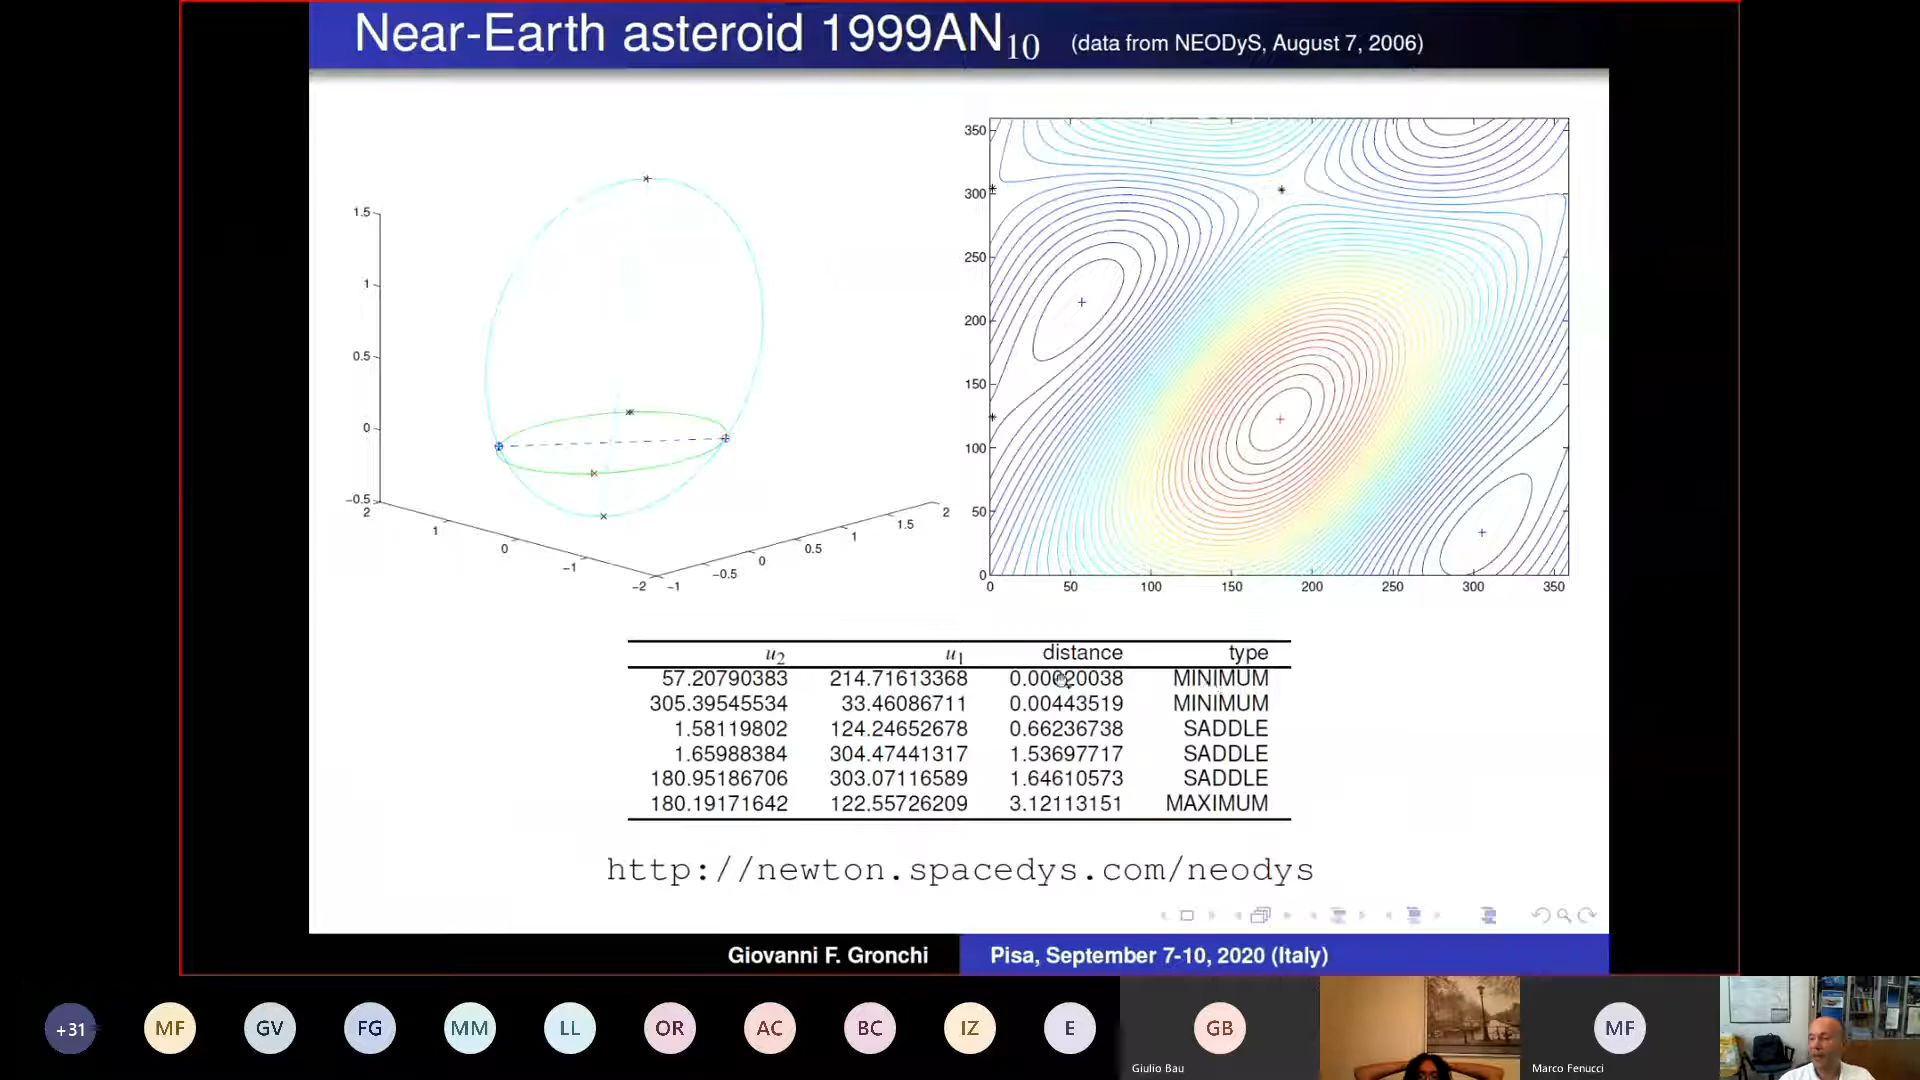 Near-Earth asteroid 1999AN10 (data from NEODyS, August 7, 2006)
1.5
1
0.5
0
−0.5
2
1
0
−1
−2
−1
−0.5
0
0.5
1
1.5
2
350
300
250
200
150
100
50
0
0 50 100 150 200 250 300 350
u2 u1 distance type
57.20790383 214.71613368 0.00020038 MINIMUM
305.39545534 33.46086711 0.00443519 MINIMUM
1.58119802 124.24652678 0.66236738 SADDLE
1.65988384 304.47441317 1.53697717 SADDLE
180.95186706 303.07116589 1.64610573 SADDLE
180.19171642 122.55726209 3.12113151 MAXIMUM
http://newton.spacedys.com/neodys
Giovanni F. Gronchi Pisa, September 7-10, 2020 (Italy)
+31 MF GV FG MM LL OR AC BC IZ E GB MF
Giulio Bau Marco Fenucci